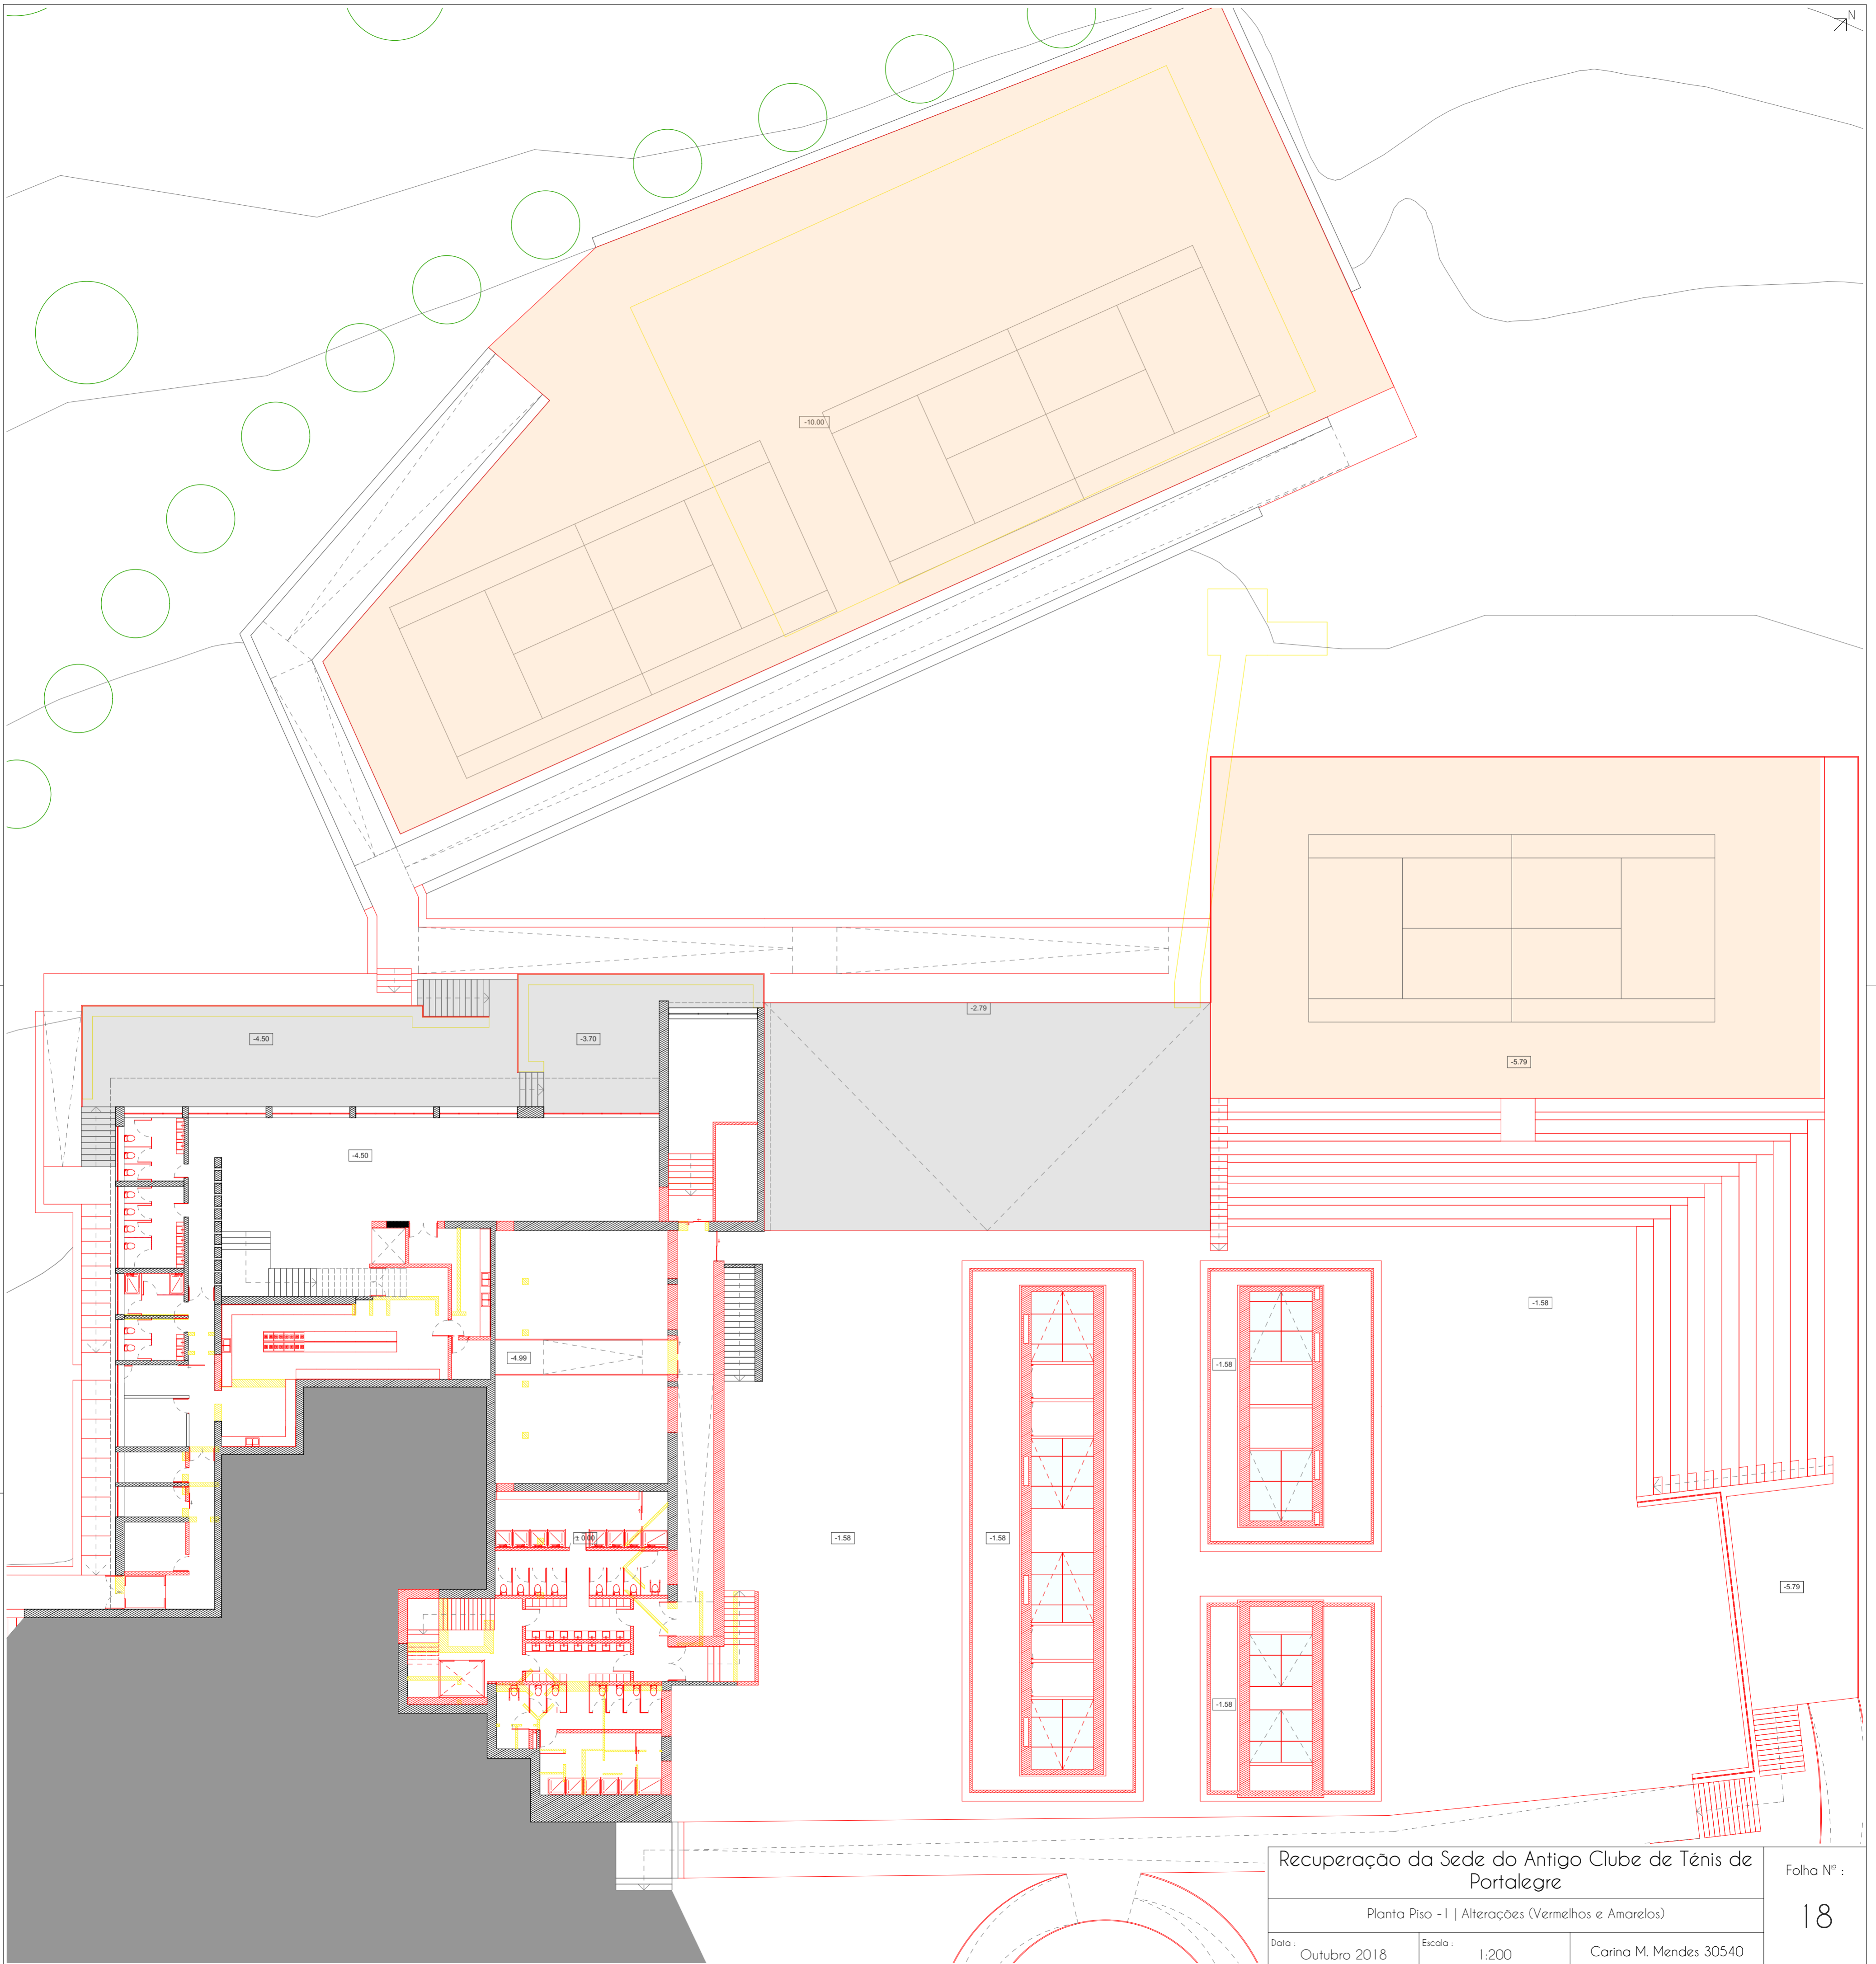 N
-10.00
-2.79
-4.50
-3.70
-5.79
-4.50
-1.58
-4.99
-1.58
± 0.00
-1.58
-1.58
-5.79
-1.58
Recuperação da Sede do Antigo Clube de Ténis de
Portalegre
Folha Nº :
18
Planta Piso -1 | Alterações (Vermelhos e Amarelos)
Data :
Outubro 2018
Escala :
1:200
Carina M. Mendes 30540